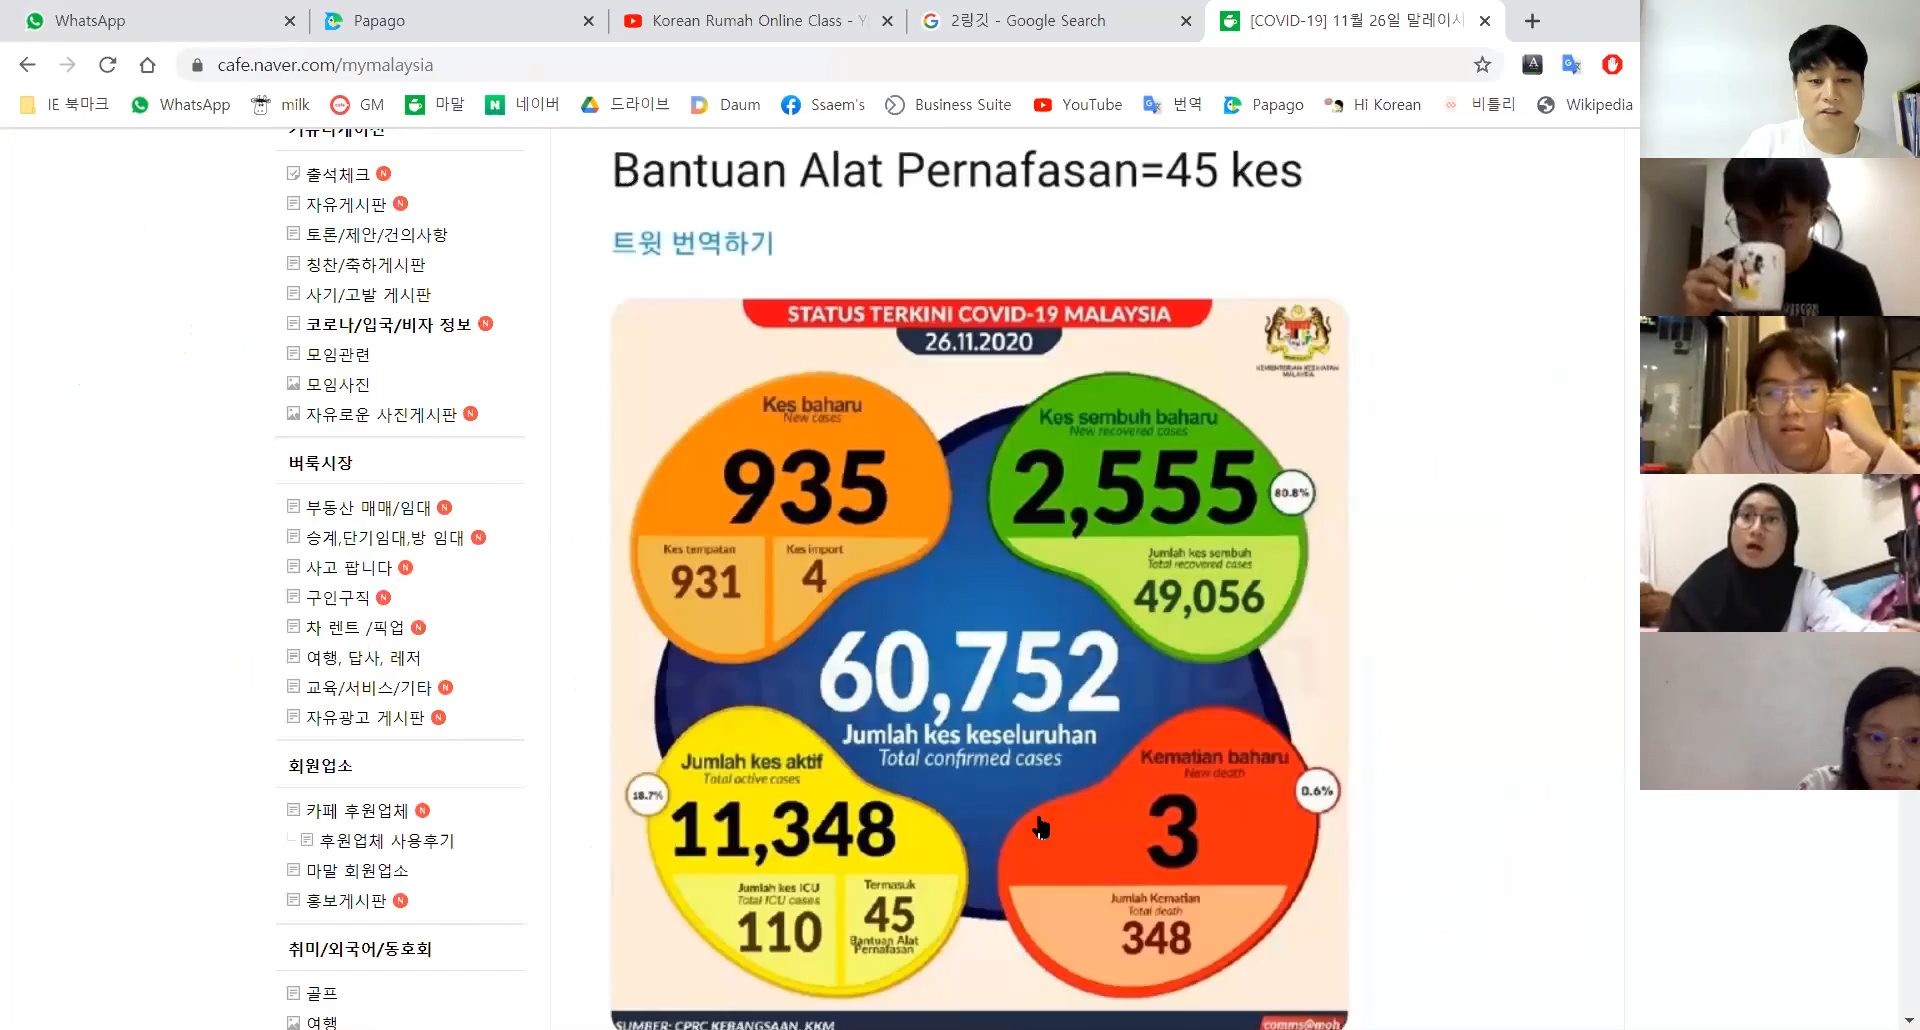 WhatsApp
Papago
Korean Rumah Online Class - Y
2링깃 - Google Search
[COVID-19] 11월 26일 말레이시
cafe.naver.com/mymalaysia
IE 북마크
WhatsApp
milk
GM
마말
네이버
드라이브
Daum
Ssaem's
Business Suite
YouTube
번역
Papago
Hi Korean
비틀리
Wikipedia
출석체크 N
자유게시판 N
토론/제안/건의사항
칭찬/축하게시판
사기/고발 게시판
코로나/입국/비자 정보 N
모임관련
모임사진
자유로운 사진게시판 N
벼룩시장
부동산 매매/임대 N
승계,단기임대,방 임대 N
사고 팝니다 N
구인구직 N
차 렌트 /픽업 N
여행, 답사, 레저
교육/서비스/기타 N
자유광고 게시판 N
회원업소
카페 후원업체 N
후원업체 사용후기
마말 회원업소
홍보게시판 N
취미/외국어/동호회
골프
여행
Bantuan Alat Pernafasan=45 kes
트윗 번역하기
STATUS TERKINI COVID-19 MALAYSIA
26.11.2020
KEMENTERIAN KESIHATAN
MALAYSIA
Kes baharu
New cases
935
Kes tempatan
931
Kes import
4
Kes sembuh baharu
New recovered cases
2,555
80.8%
Jumlah kes sembuh
Total recovered cases
49,056
60,752
Jumlah kes keseluruhan
Total confirmed cases
Jumlah kes aktif
Total active cases
18.7%
11,348
Jumlah kes ICU
Total ICU cases
110
Termasuk
45
Bantuan Alat
Pernafasan
Kematian baharu
New death
0.6%
3
Jumlah Kematian
Total death
348
SUMBER: CPRC KEBANGSAAN, KKM
comms@moh